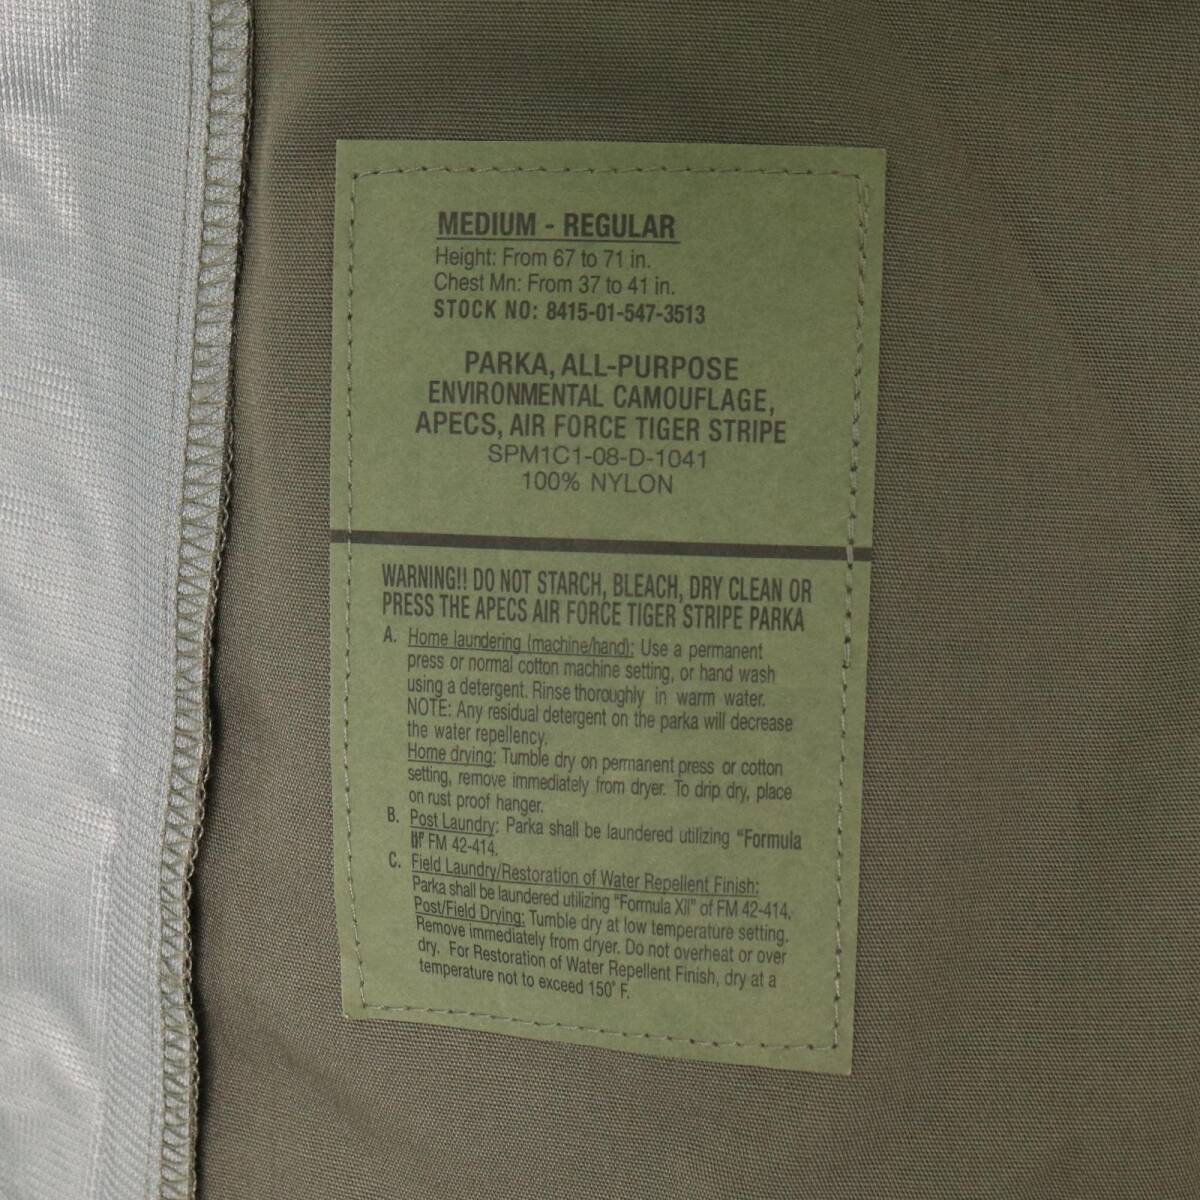 MEDIUM - REGULAR
Height: From 67 to 71 in.
Chest Mn: From 37 to 41 in.
STOCK NO: 8415-01-547-3513
PARKA, ALL-PURPOSE
ENVIRONMENTAL CAMOUFLAGE,
APECS, AIR FORCE TIGER STRIPE
SPM1C1-08-D-1041
100% NYLON
WARNING!! DO NOT STARCH, BLEACH, DRY CLEAN OR
PRESS THE APECS AIR FORCE TIGER STRIPE PARKA
A. Home laundering (machine/hand): Use a permanent
press or normal cotton machine setting, or hand wash
using a detergent. Rinse thoroughly in warm water.
NOTE: Any residual detergent on the parka will decrease
the water repellency.
Home drying: Tumble dry on permanent press or cotton
setting, remove immediately from dryer. To drip dry, place
on rust proof hanger.
B. Post Laundry: Parka shall be laundered utilizing "Formula
FM 42-414.
C. Field Laundry/Restoration of Water Repellent Finish:
Parka shall be laundered utilizing "Formula XII" of FM 42-414.
Post/Field Drying: Tumble dry at low temperature setting.
Remove immediately from dryer. Do not overheat or over
dry. For Restoration of Water Repellent Finish, dry at a
temperature not to exceed 150° F.